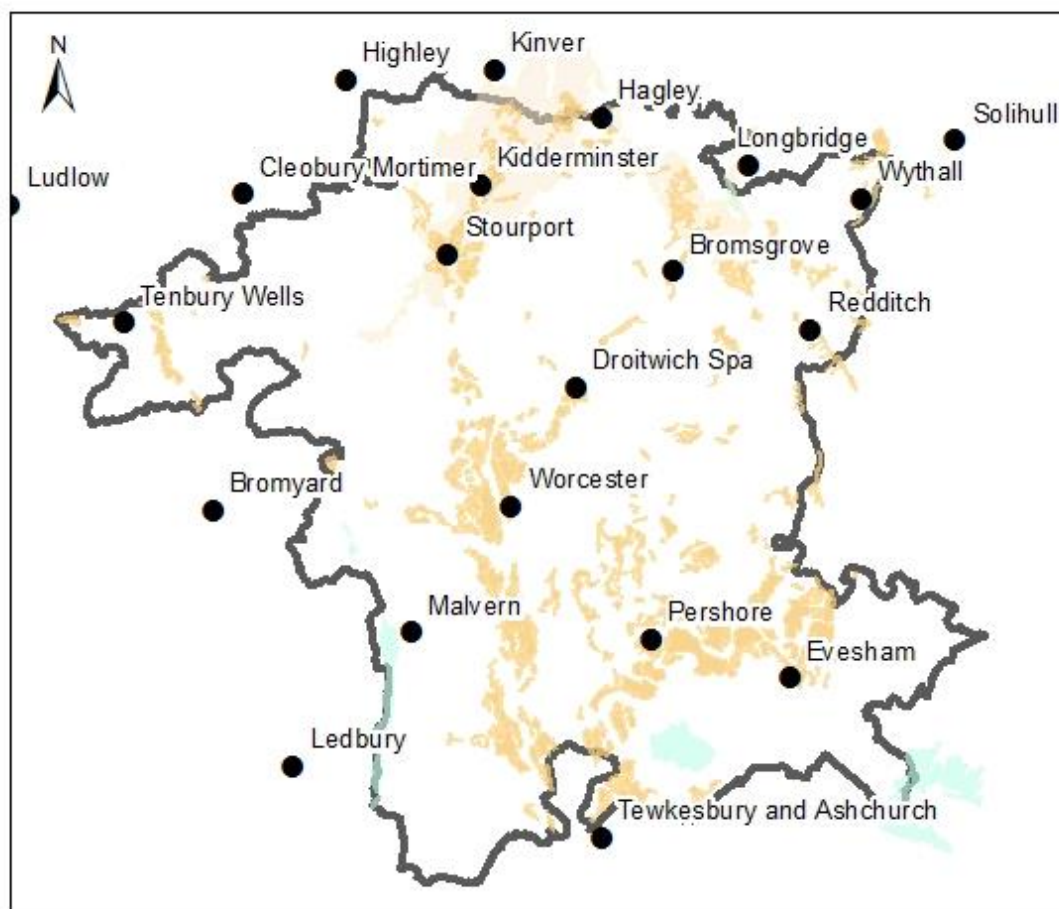 N
Highley
Kinver
Hagley
Solihull
Longbridge
Ludlow
Cleobury Mortimer
Kidderminster
Wythall
Stourport
Bromsgrove
Tenbury Wells
Redditch
Droitwich Spa
Bromyard
Worcester
Malvern
Pershore
Evesham
Ledbury
Tewkesbury and Ashchurch